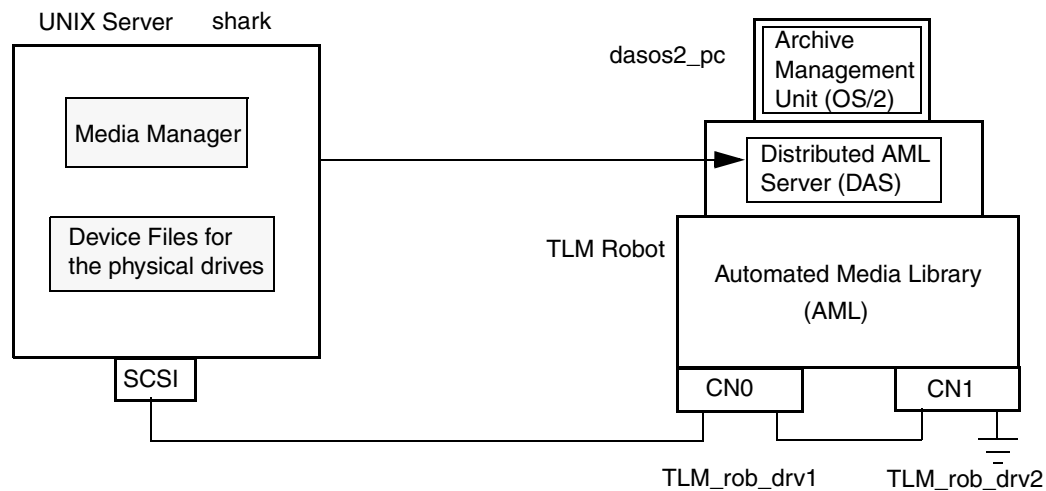 UNIX Server shark
Media Manager
Device Files for
the physical drives
SCSI
dasos2_pc
Archive
Management
Unit (OS/2)
Distributed AML
Server (DAS)
TLM Robot
Automated Media Library
(AML)
CN0
CN1
TLM_rob_drv1
TLM_rob_drv2